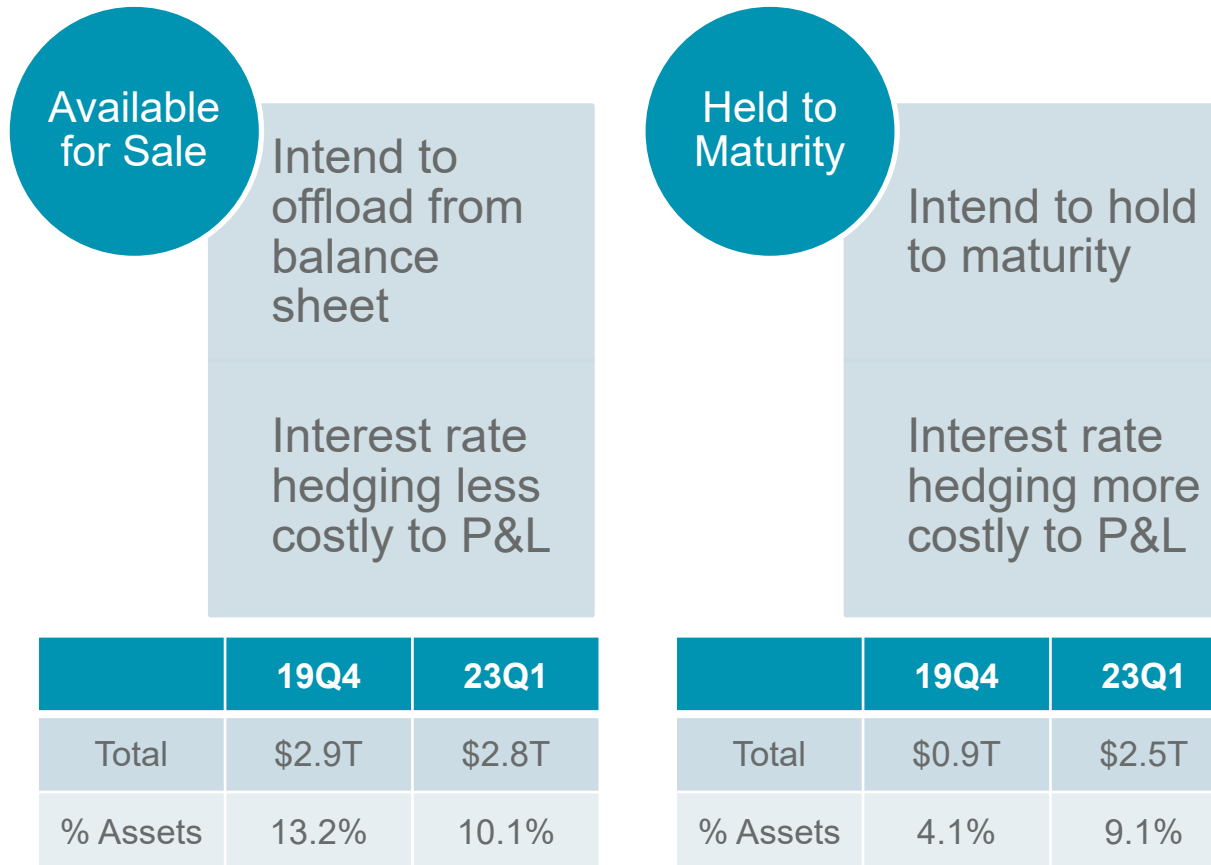 Available
for Sale
Intend to
offload from
balance
sheet
Interest rate
hedging less
costly to P&L
19Q4 23Q1
Total $2.9T $2.8T
% Assets 13.2% 10.1%
Held to
Maturity
Intend to hold
to maturity
Interest rate
hedging more
costly to P&L
19Q4 23Q1
Total $0.9T $2.5T
% Assets 4.1% 9.1%